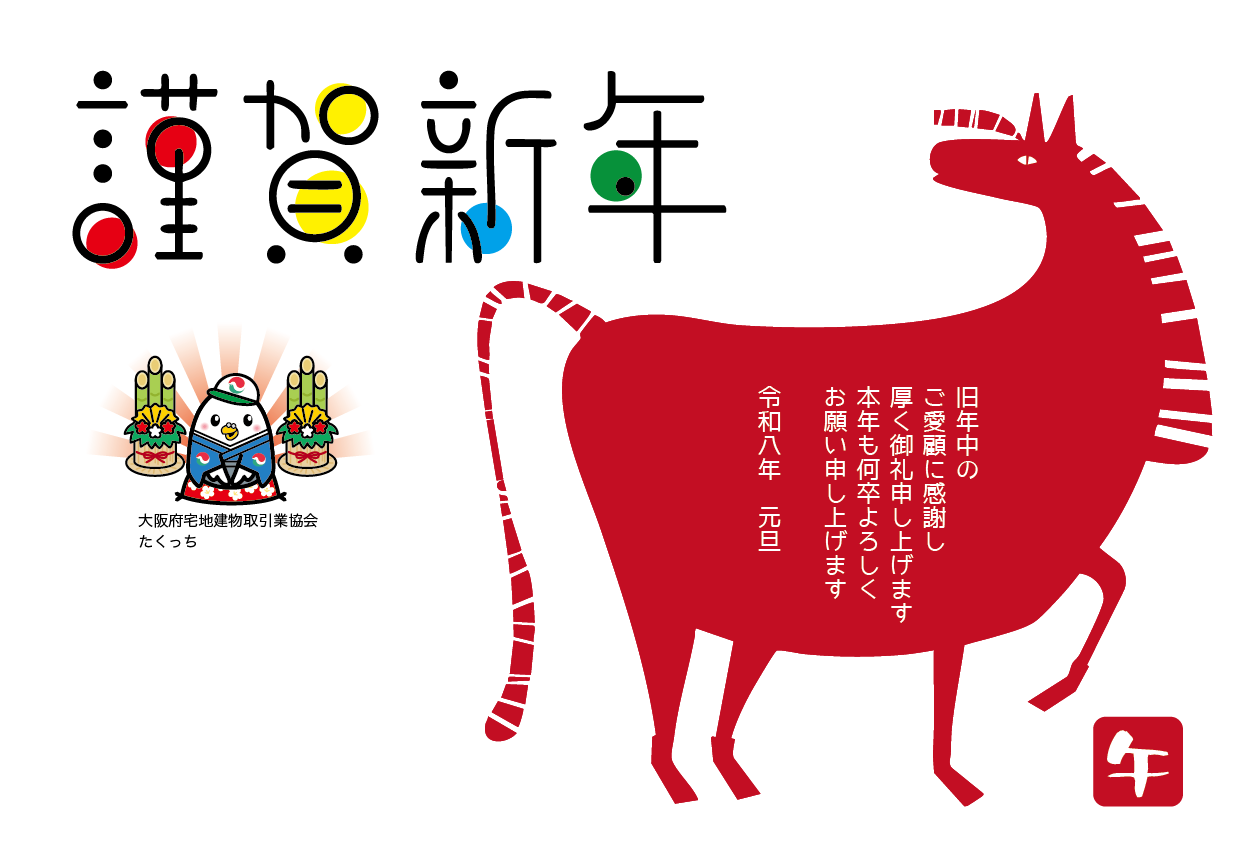 謹賀新年
旧年中の
ご愛顧に感謝し
厚く御礼申し上げます
本年も何卒よろしく
お願い申し上げます
令和八年　元旦
大阪府宅地建物取引業協会
たくっち
午